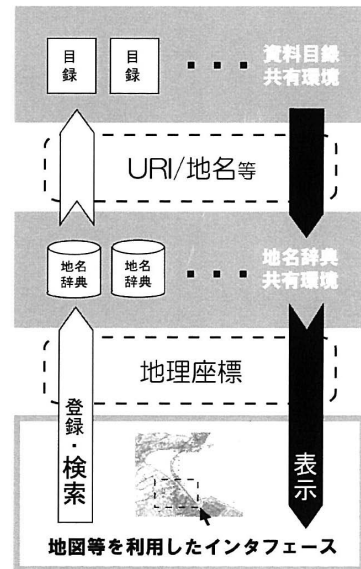 目録
目録
・・・
資料目録
共有環境
URI/地名等
地名
辞典
地名
辞典
・・・
地名辞典
共有環境
地理座標
登録・検索
表示
地図等を利用したインタフェース